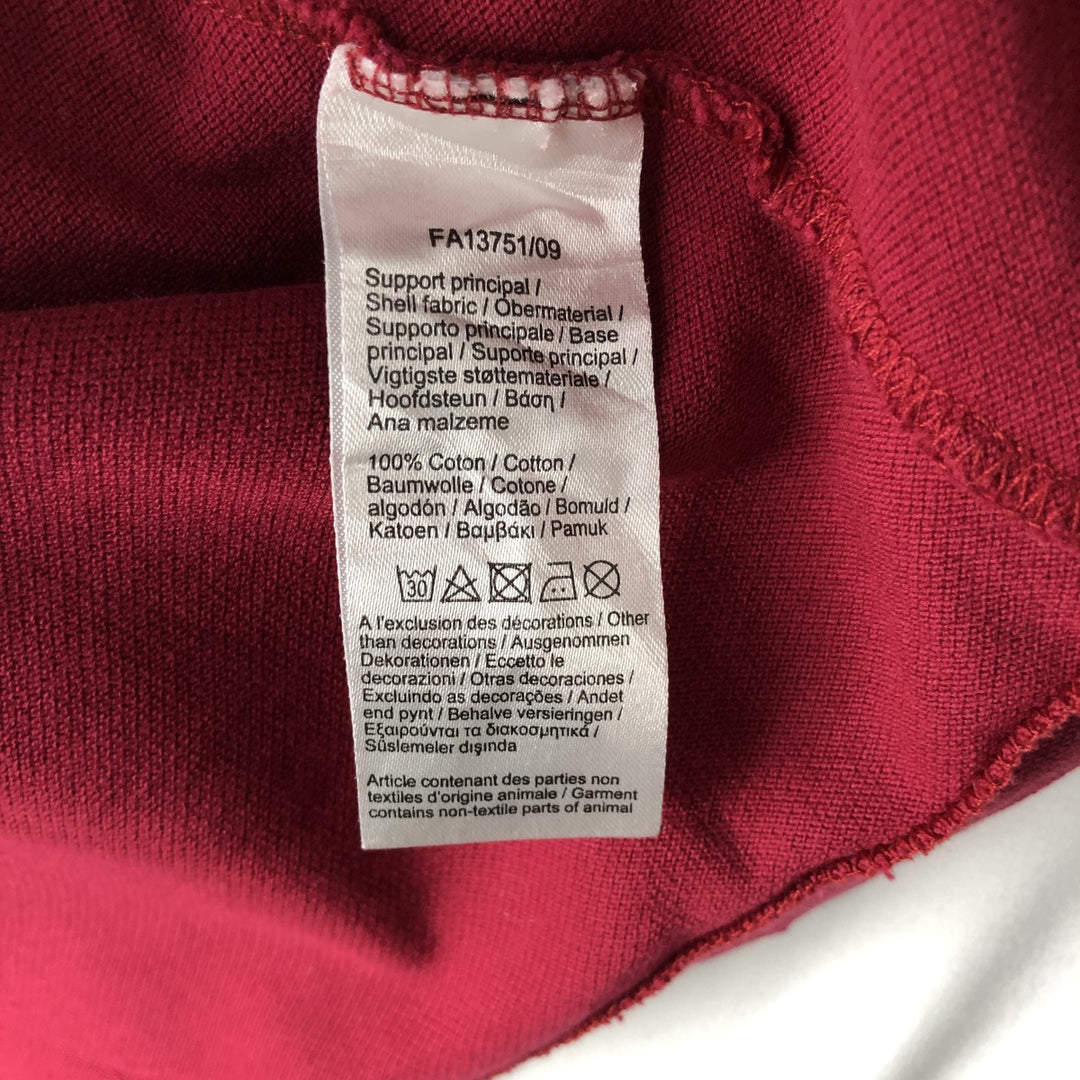 FA13751/09
Support principal /
Shell fabric / Obermaterial /
Supporto principale / Base
principal / Suporte principal /
Vigtigste støttemateriale /
Hoofdsteun / Βάση /
Ana malzeme
100% Coton / Cotton /
Baumwolle / Cotone /
algodón / Algodão / Bomuld /
Katoen / Βαμβάκι / Pamuk
30
A l'exclusion des décorations / Other
than decorations / Ausgenommen
Dekorationen / Eccetto le
decorazioni / Otras decoraciones /
Excluindo as decorações / Andet
end pynt / Behalve versieringen /
Εξαιρούνται τα διακοσμητικά /
Süslemeler dışında
Article contenant des parties non
textiles d'origine animale / Garment
contains non-textile parts of animal